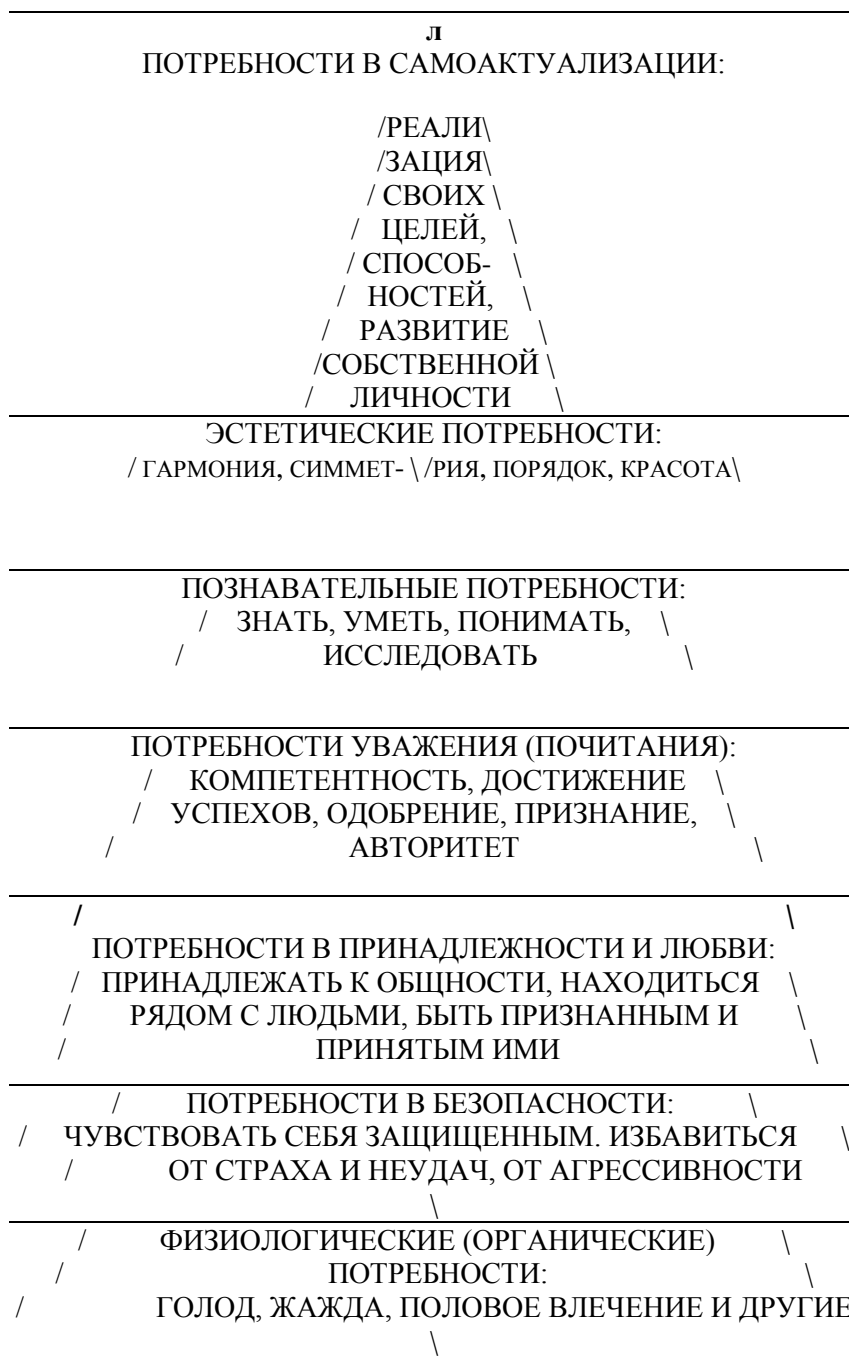 л
ПОТРЕБНОСТИ В САМОАКТУАЛИЗАЦИИ:
/РЕАЛИ\
/ЗАЦИЯ\
/ СВОИХ \
/ ЦЕЛЕЙ, \
/ СПОСОБ- \
/ НОСТЕЙ, \
/ РАЗВИТИЕ \
/СОБСТВЕННОЙ \
/ ЛИЧНОСТИ \
ЭСТЕТИЧЕСКИЕ ПОТРЕБНОСТИ:
/ ГАРМОНИЯ, СИММЕТ- \ /РИЯ, ПОРЯДОК, КРАСОТА\
ПОЗНАВАТЕЛЬНЫЕ ПОТРЕБНОСТИ:
/ ЗНАТЬ, УМЕТЬ, ПОНИМАТЬ, \
/ ИССЛЕДОВАТЬ \
ПОТРЕБНОСТИ УВАЖЕНИЯ (ПОЧИТАНИЯ):
/ КОМПЕТЕНТНОСТЬ, ДОСТИЖЕНИЕ \
/ УСПЕХОВ, ОДОБРЕНИЕ, ПРИЗНАНИЕ, \
/ АВТОРИТЕТ \
/ \
ПОТРЕБНОСТИ В ПРИНАДЛЕЖНОСТИ И ЛЮБВИ:
/ ПРИНАДЛЕЖАТЬ К ОБЩНОСТИ, НАХОДИТЬСЯ \
/ РЯДОМ С ЛЮДЬМИ, БЫТЬ ПРИЗНАННЫМ И \
/ ПРИНЯТЫМ ИМИ \
/ ПОТРЕБНОСТИ В БЕЗОПАСНОСТИ: \
/ ЧУВСТВОВАТЬ СЕБЯ ЗАЩИЩЕННЫМ. ИЗБАВИТЬСЯ \
/ ОТ СТРАХА И НЕУДАЧ, ОТ АГРЕССИВНОСТИ
\
/ ФИЗИОЛОГИЧЕСКИЕ (ОРГАНИЧЕСКИЕ) \
/ ПОТРЕБНОСТИ: \
/ ГОЛОД, ЖАЖДА, ПОЛОВОЕ ВЛЕЧЕНИЕ И ДРУГИЕ
\